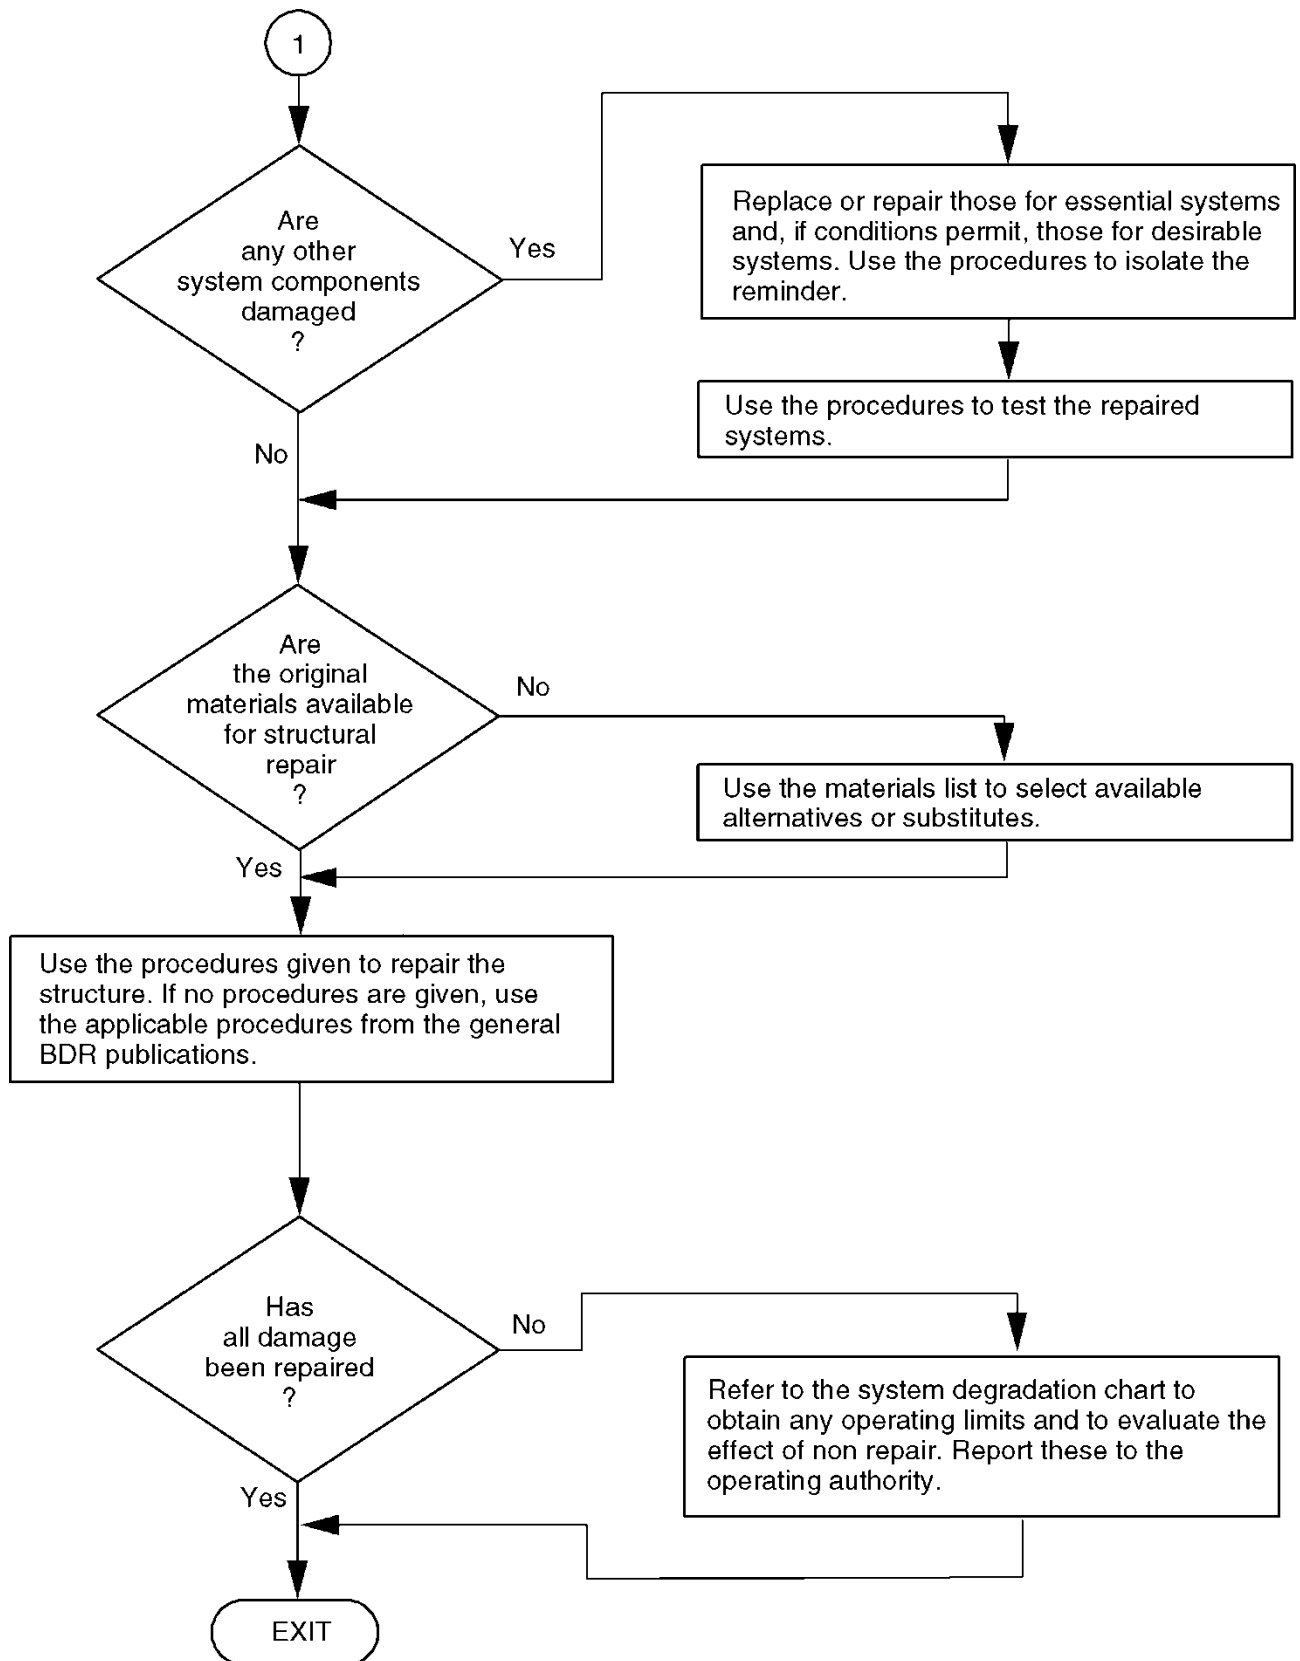 1
Are
any other
system components
damaged
?
Yes
Replace or repair those for essential systems
and, if conditions permit, those for desirable
systems. Use the procedures to isolate the
reminder.
Use the procedures to test the repaired
systems.
No
Are
the original
materials available
for structural
repair
?
No
Use the materials list to select available
alternatives or substitutes.
Yes
Use the procedures given to repair the
structure. If no procedures are given, use
the applicable procedures from the general
BDR publications.
Has
all damage
been repaired
?
No
Refer to the system degradation chart to
obtain any operating limits and to evaluate the
effect of non repair. Report these to the
operating authority.
Yes
EXIT